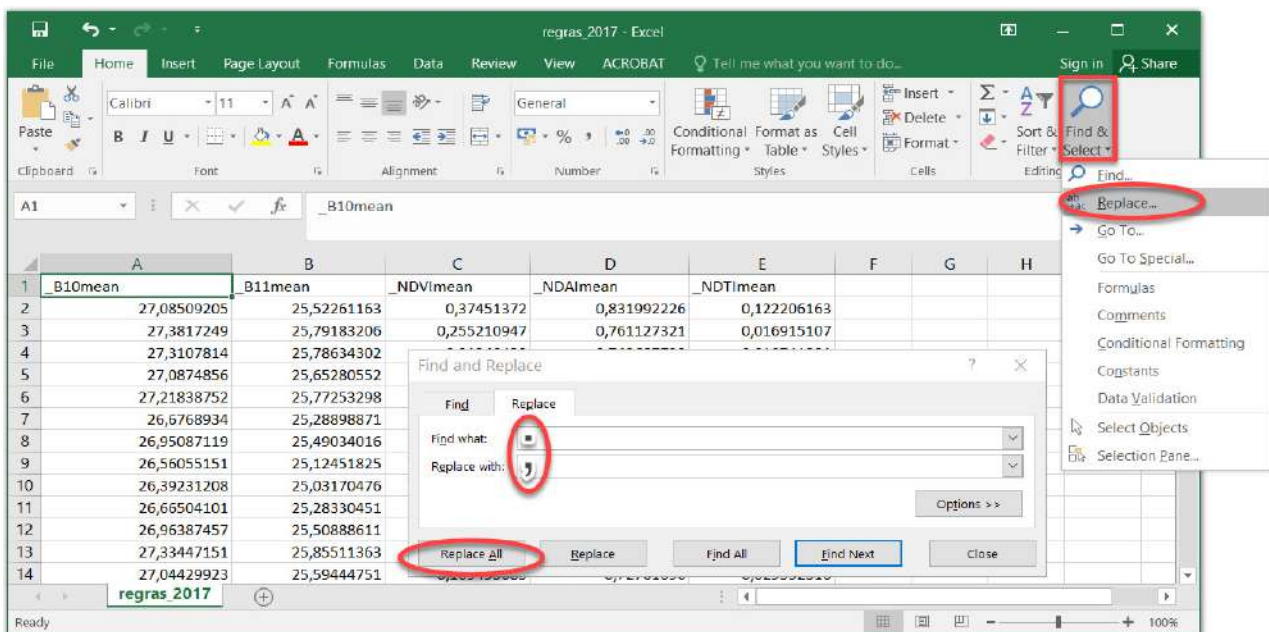 regras_2017 - Excel
File Home Insert Page Layout Formulas Data Review View ACROBAT Tell me what you want to do... Sign in Share
Calibri 11 A A General
Insert
Delete
Format
Paste
B I U A % , Conditional Formatting Format as Table Cell Styles
Sort & Filter Find & Select
Clipboard Font Alignment Number Styles Cells Editing
Find...
Replace...
Go To...
Go To Special...
Formulas
Comments
Conditional Formatting
Constants
Data Validation
Select Objects
Selection Pane...
A1 fx _B10mean
A B C D E F G H
1 _B10mean _B11mean _NDVImean _NDAImean _NDTImean
2 27,08509205 25,52261163 0,37451372 0,831992226 0,122206163
3 27,3817249 25,79183206 0,255210947 0,761127321 0,016915107
4 27,3107814 25,78634302
5 27,0874856 25,65280552
6 27,21838752 25,77253298
7 26,6768934 25,28898871
8 26,95087119 25,49034016
9 26,56055151 25,12451825
10 26,39231208 25,03170476
11 26,66504101 25,28330451
12 26,96387457 25,50888611
13 27,33447151 25,85511363
14 27,04429923 25,59444751
Find and Replace ?
Find Replace
Find what: .
Replace with: ,
Options >>
Replace All Replace Find All Find Next Close
regras_2017
Ready 100%